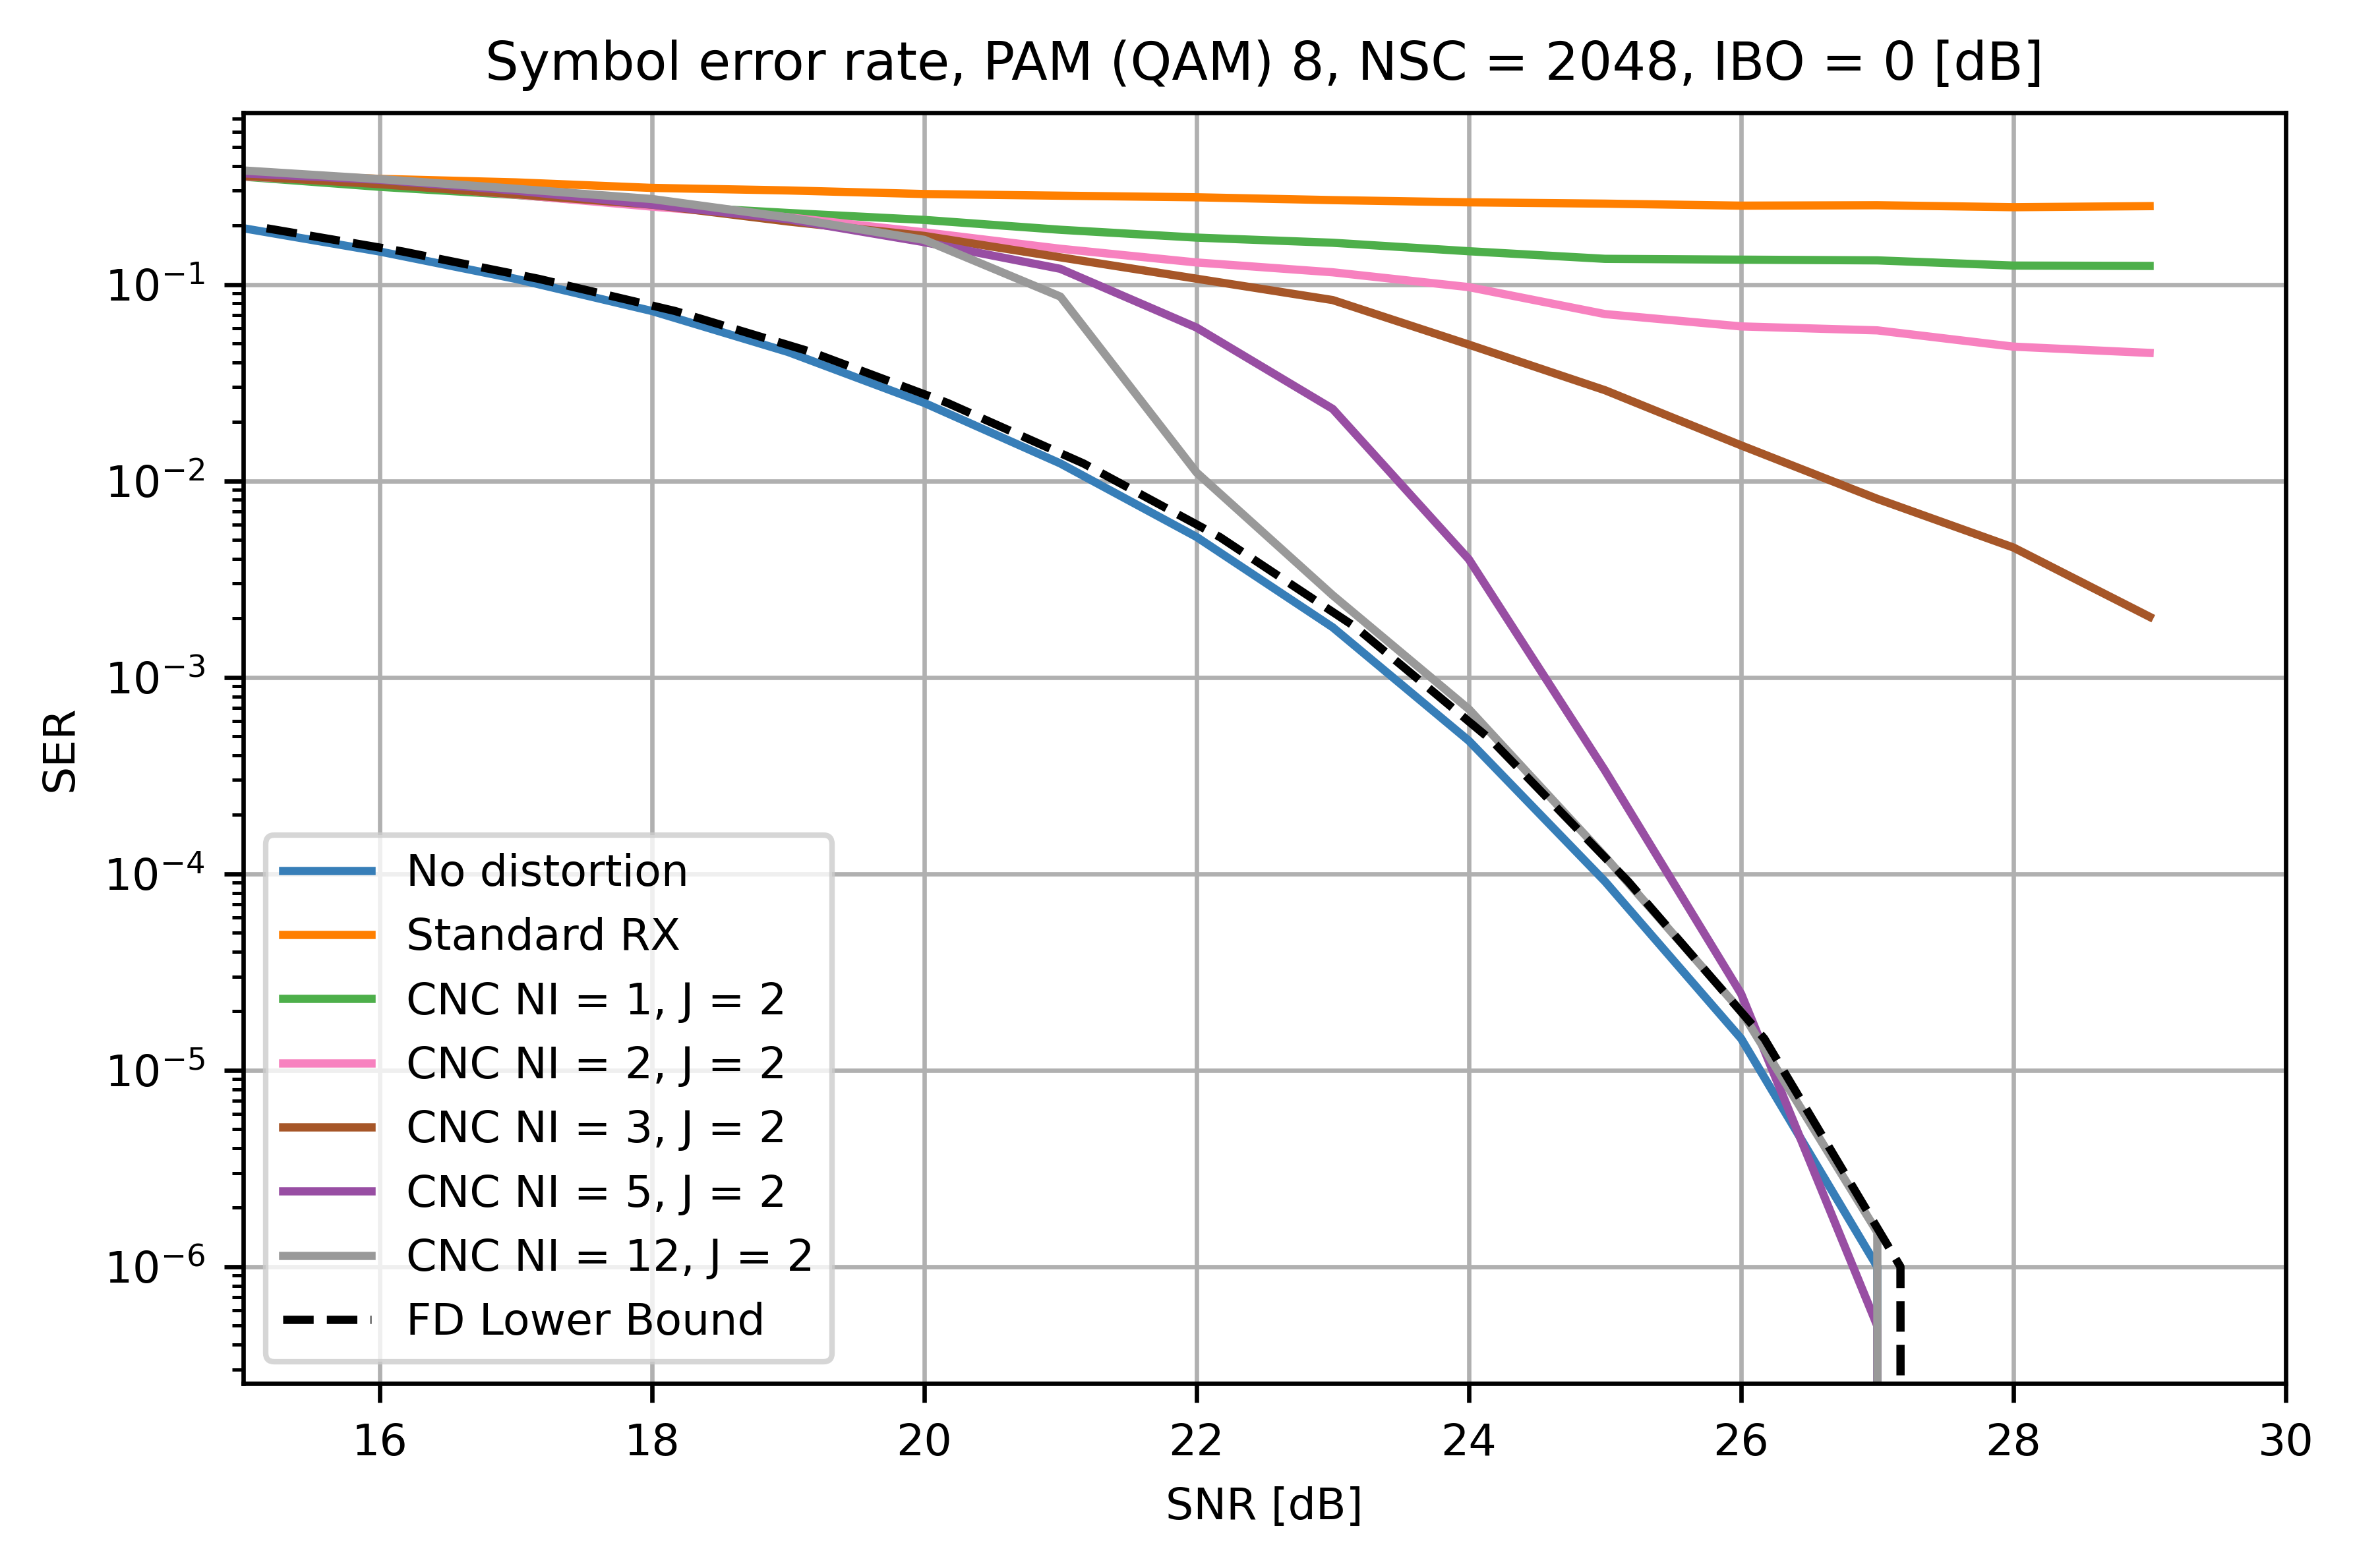 Symbol error rate, PAM (QAM) 8, NSC = 2048, IBO = 0 [dB]
SER
10⁻¹
10⁻²
10⁻³
10⁻⁴
10⁻⁵
10⁻⁶
No distortion
Standard RX
CNC NI = 1, J = 2
CNC NI = 2, J = 2
CNC NI = 3, J = 2
CNC NI = 5, J = 2
CNC NI = 12, J = 2
FD Lower Bound
16 18 20 22 24 26 28 30
SNR [dB]